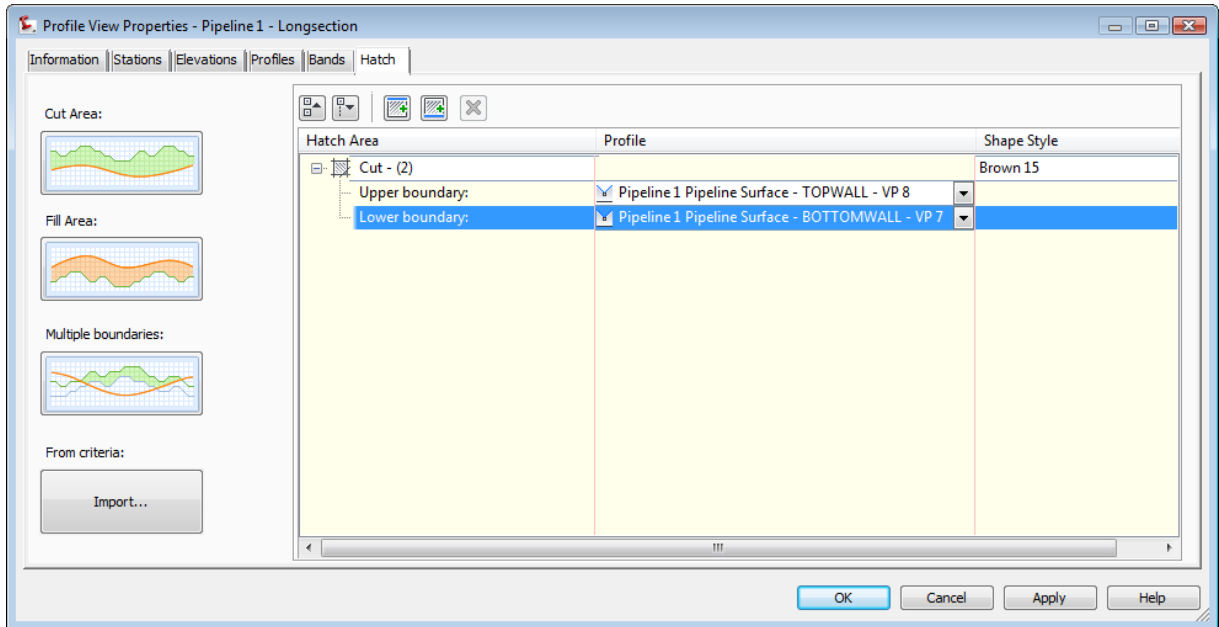 Profile View Properties - Pipeline 1 - Longsection
Information Stations Elevations Profiles Bands Hatch
Cut Area:
Fill Area:
Multiple boundaries:
From criteria:
Import...
Hatch Area Profile Shape Style
Cut - (2) Brown 15
Upper boundary: Pipeline 1 Pipeline Surface - TOPWALL - VP 8
Lower boundary: Pipeline 1 Pipeline Surface - BOTTOMWALL - VP 7
OK Cancel Apply Help